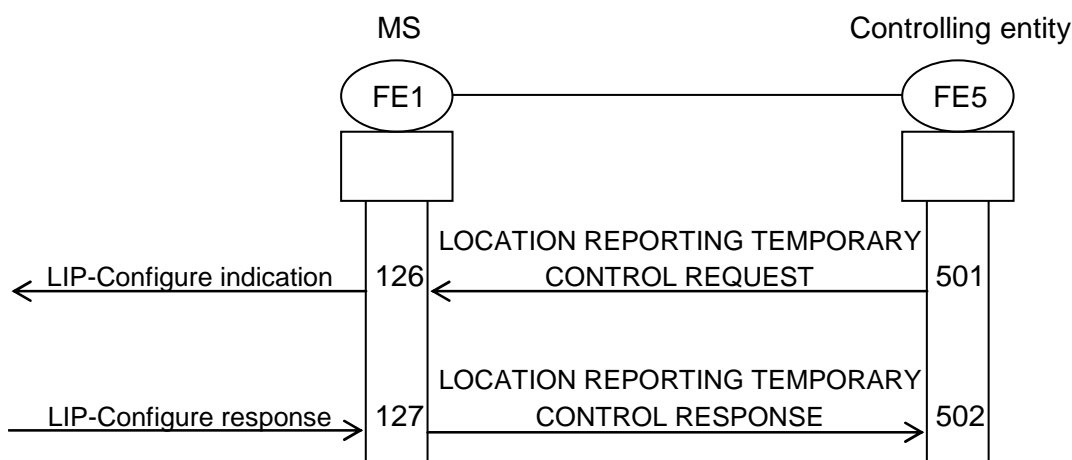 MS
Controlling entity
FE1
FE5
LOCATION REPORTING TEMPORARY
LIP-Configure indication
126
CONTROL REQUEST
501
LOCATION REPORTING TEMPORARY
LIP-Configure response
127
CONTROL RESPONSE
502